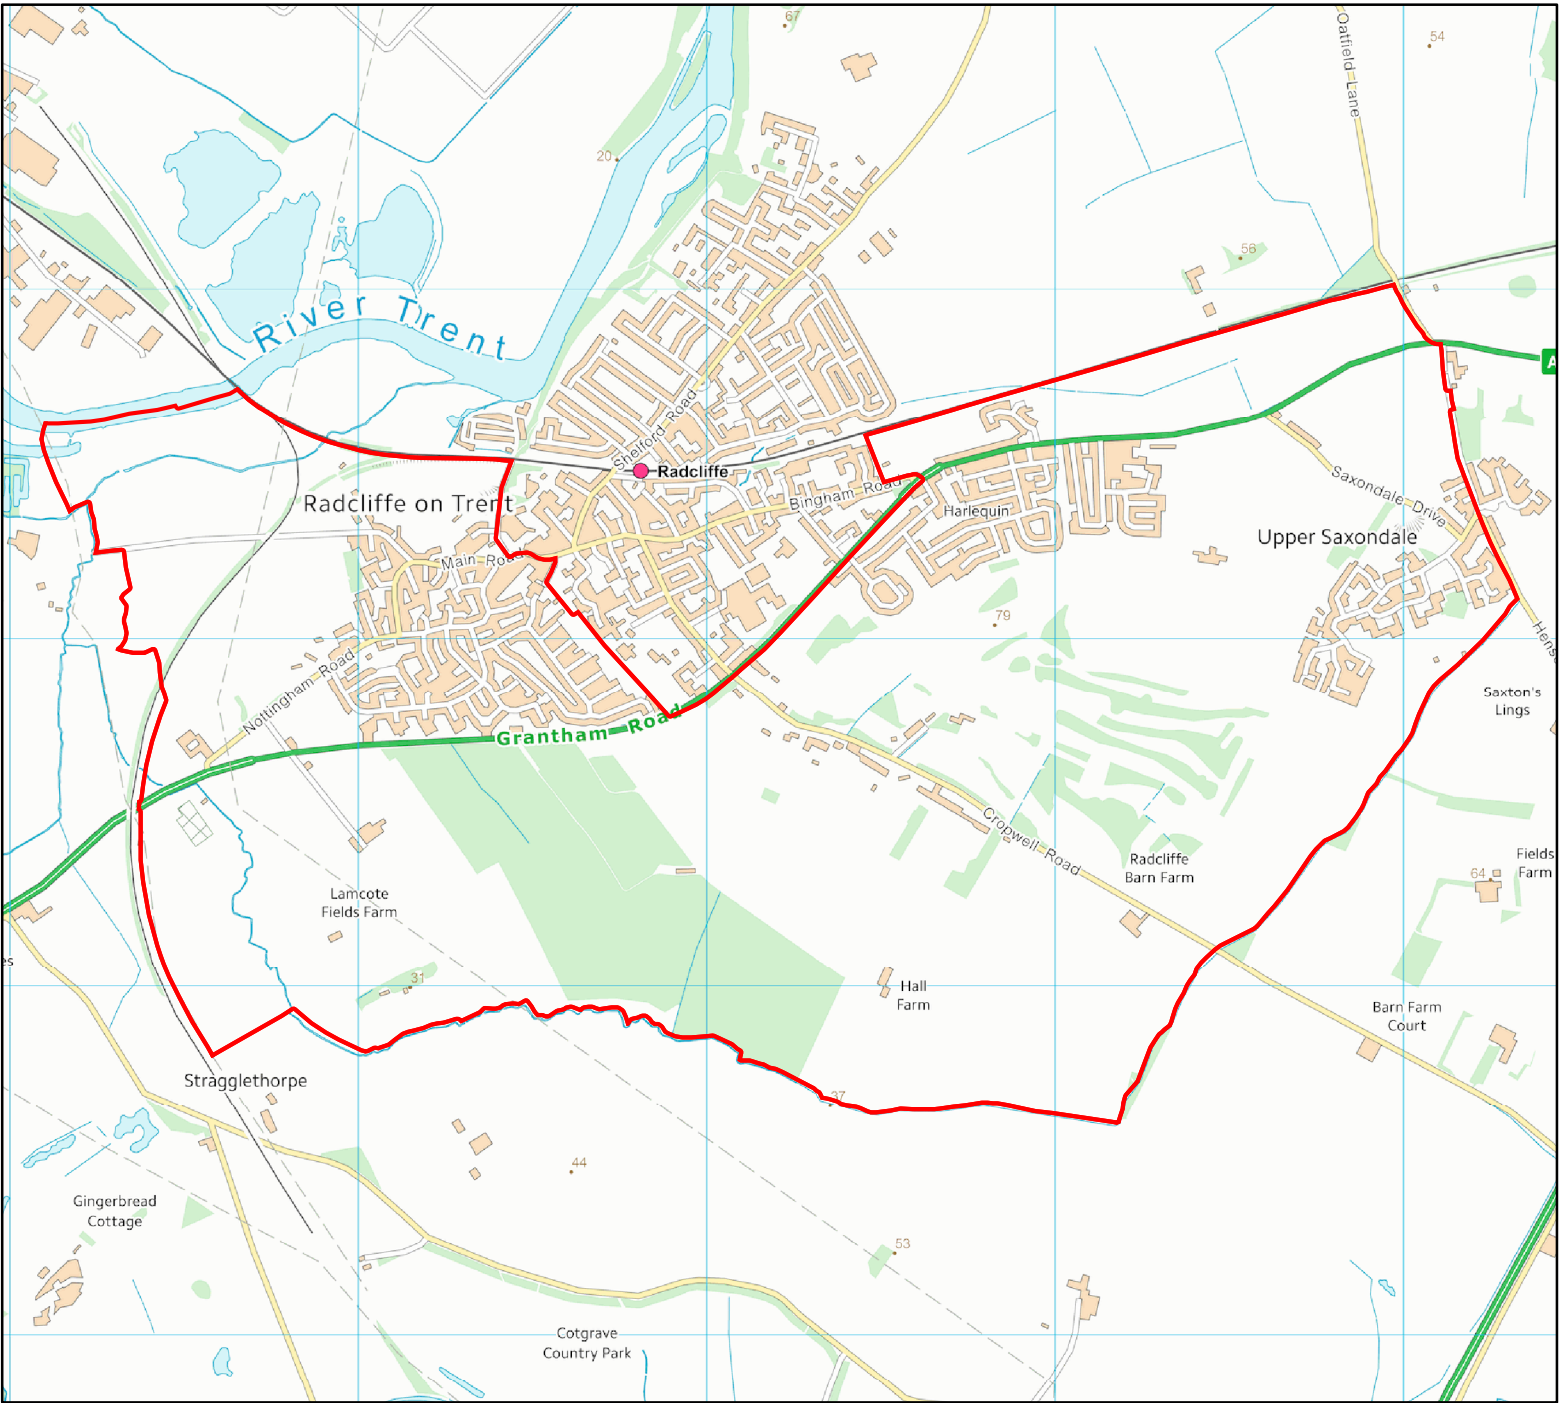 67
Oatfield Lane
54
20
56
River Trent
A
Shelford Road
Radcliffe
Radcliffe on Trent
Bingham Road
Harlequin
Saxondale Drive
Upper Saxondale
Main Road
79
Hens
Nottingham Road
Saxton's
Lings
Grantham Road
Cropwell Road
Radcliffe
Barn Farm
Fields
Farm
64
Lamcote
Fields Farm
es
31
Hall
Farm
Barn Farm
Court
Stragglethorpe
37
44
Gingerbread
Cottage
53
Cotgrave
Country Park